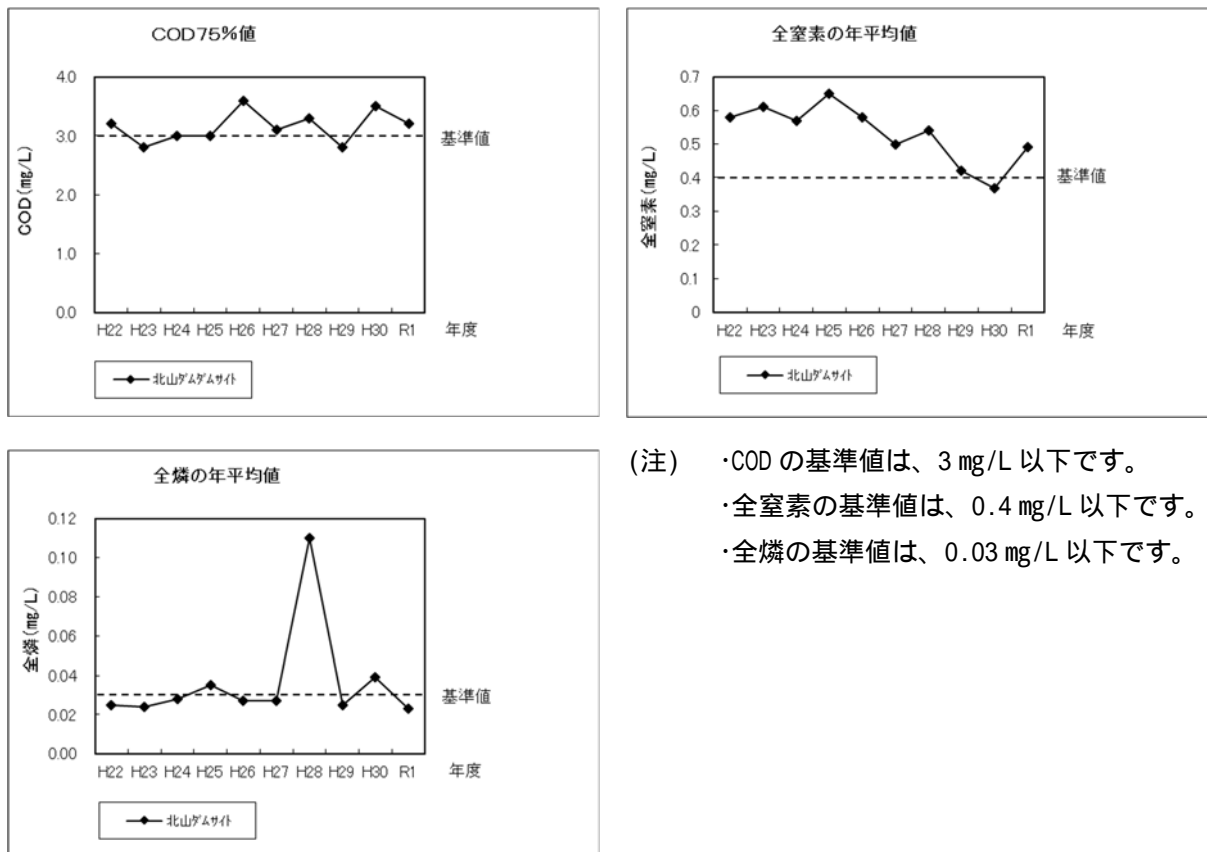 COD75%値
4.0
3.0
2.0
1.0
0.0
COD(mg/L)
基準値
H22 H23 H24 H25 H26 H27 H28 H29 H30 R1 年度
北山ダムダムサイト
全窒素の年平均値
0.7
0.6
0.5
0.4
0.3
0.2
0.1
0
全窒素(mg/L)
基準値
H22 H23 H24 H25 H26 H27 H28 H29 H30 R1 年度
北山ダムダムサイト
全燐の年平均値
0.12
0.10
0.08
0.06
0.04
0.02
0.00
全燐(mg/L)
基準値
H22 H23 H24 H25 H26 H27 H28 H29 H30 R1 年度
北山ダムサイト
(注) ・COD の基準値は、3 ㎎/L 以下です。
・全窒素の基準値は、0.4 ㎎/L 以下です。
・全燐の基準値は、0.03 ㎎/L 以下です。